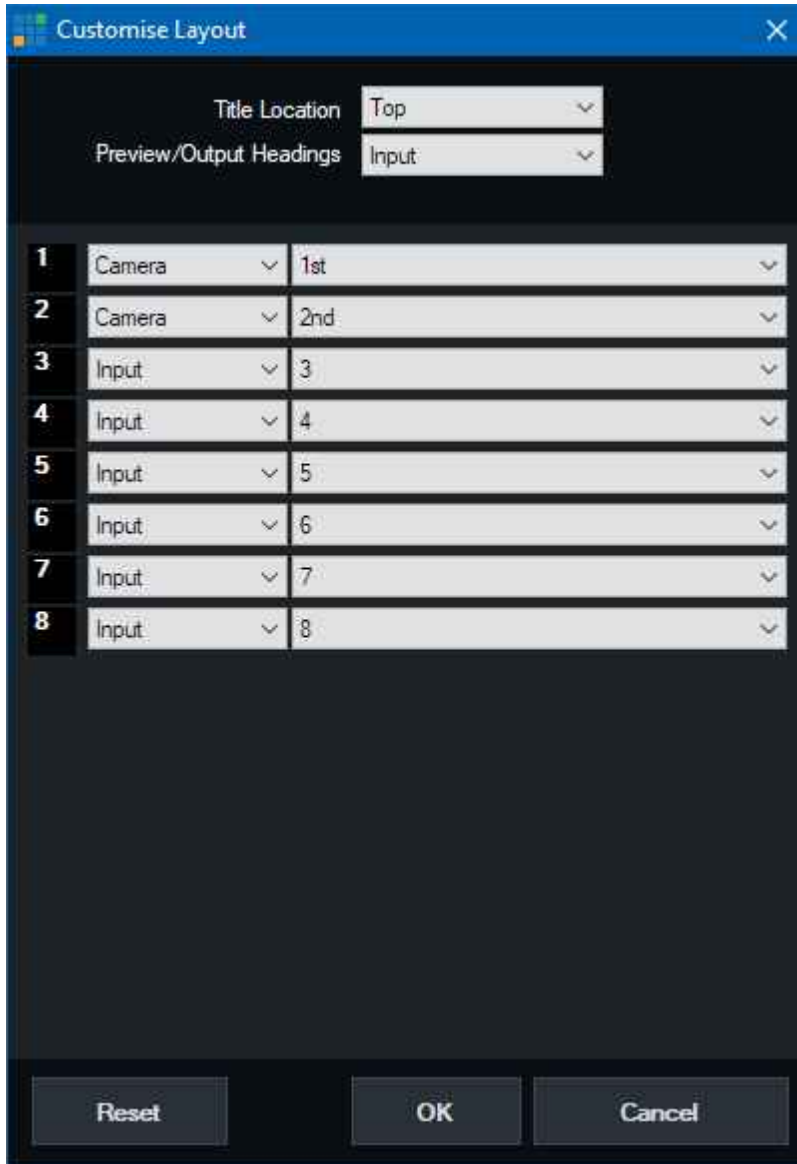 Customise Layout
Title Location Top
Preview/Output Headings Input
1 Camera 1st
2 Camera 2nd
3 Input 3
4 Input 4
5 Input 5
6 Input 6
7 Input 7
8 Input 8
Reset OK Cancel